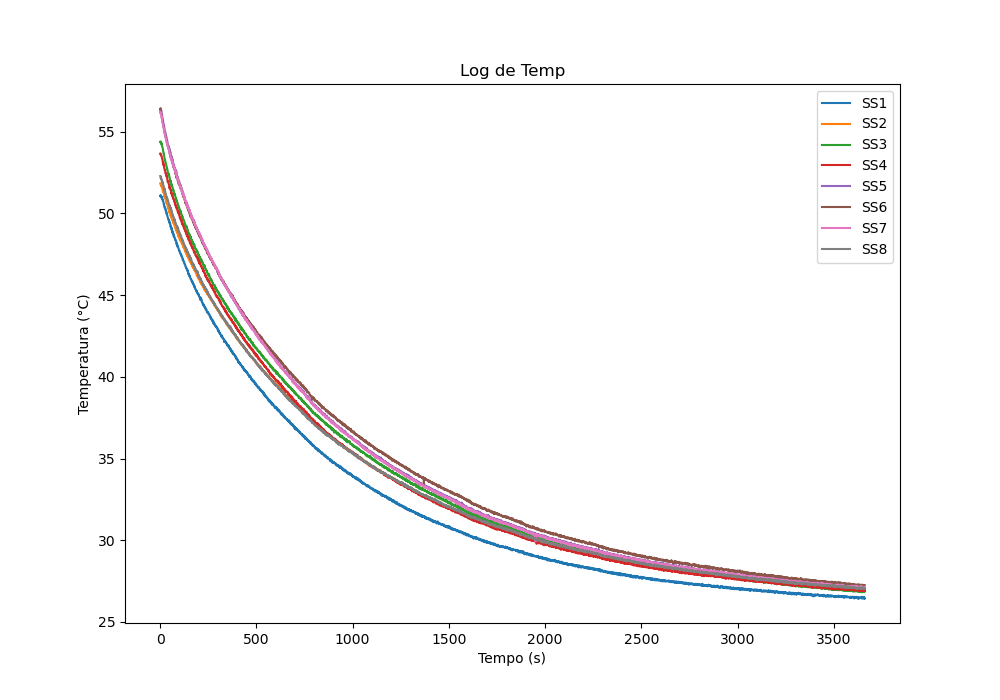 Log de Temp
SS1
SS2
SS3
SS4
SS5
SS6
SS7
SS8
Temperatura (°C)
55
50
45
40
35
30
25
0 500 1000 1500 2000 2500 3000 3500
Tempo (s)